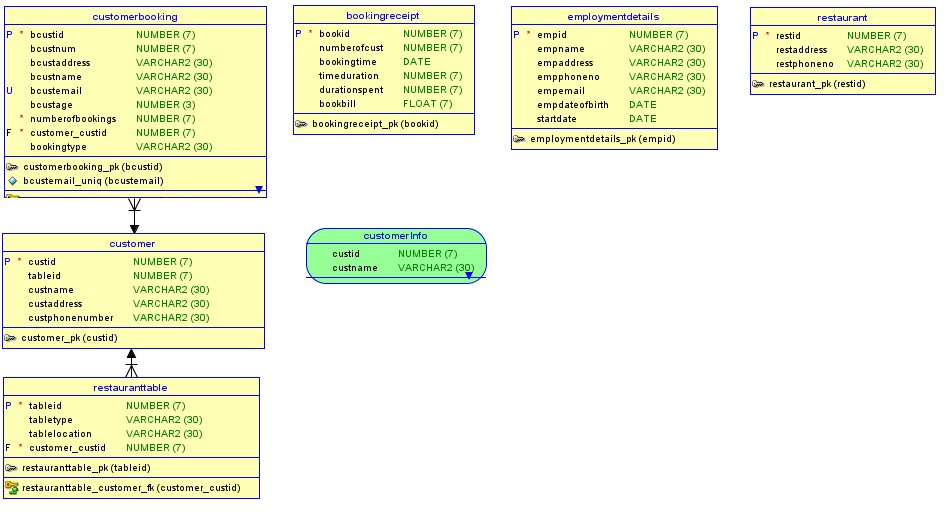 customerbooking
P * bcustid NUMBER (7)
bcustnum NUMBER (7)
bcustaddress VARCHAR2 (30)
bcustname VARCHAR2 (30)
U bcustemail VARCHAR2 (30)
bcustage NUMBER (3)
* numberofbookings NUMBER (7)
F * customer_custid NUMBER (7)
bookingtype VARCHAR2 (30)
customerbooking_pk (bcustid)
bcustemail_uniq (bcustemail)
bookingreceipt
P * bookid NUMBER (7)
numberofcust NUMBER (7)
bookingtime DATE
timeduration NUMBER (7)
durationspent NUMBER (7)
bookbill FLOAT (7)
bookingreceipt_pk (bookid)
employmentdetails
P * empid NUMBER (7)
empname VARCHAR2 (30)
empaddress VARCHAR2 (30)
empphoneno VARCHAR2 (30)
empemail VARCHAR2 (30)
empdateofbirth DATE
startdate DATE
employmentdetails_pk (empid)
restaurant
P * restid NUMBER (7)
restaddress VARCHAR2 (30)
restphoneno VARCHAR2 (30)
restaurant_pk (restid)
customer
P * custid NUMBER (7)
tableid NUMBER (7)
custname VARCHAR2 (30)
custaddress VARCHAR2 (30)
custphonenumber VARCHAR2 (30)
customer_pk (custid)
customerInfo
custid NUMBER (7)
custname VARCHAR2 (30)
restauranttable
P * tableid NUMBER (7)
tabletype VARCHAR2 (30)
tablelocation VARCHAR2 (30)
F * customer_custid NUMBER (7)
restauranttable_pk (tableid)
restauranttable_customer_fk (customer_custid)